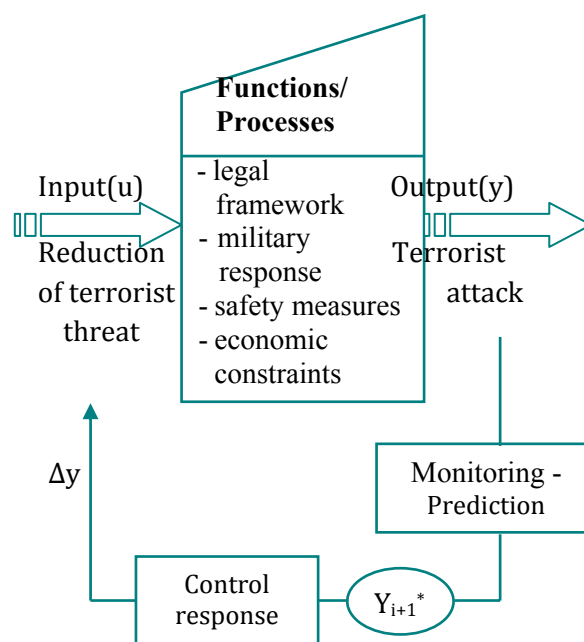 Functions/
Processes
Input(u)
Reduction
of terrorist
threat
- legal
framework
- military
response
- safety measures
- economic
constraints
Output(y)
Terrorist
attack
Monitoring -
Prediction
Y_{i+1}*
Control
response
Δy